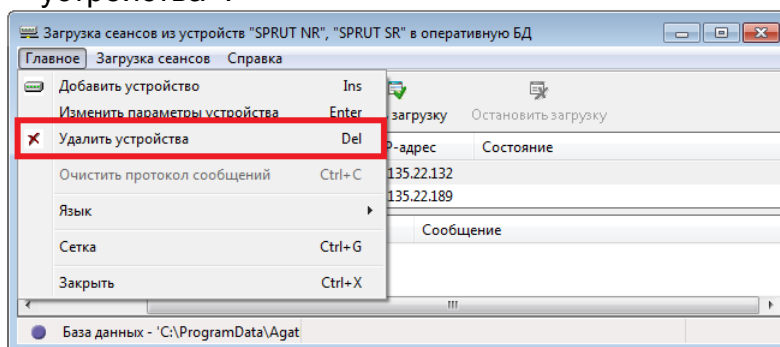 устройства".
Загрузка сеансов из устройств "SPRUT NR", "SPRUT SR" в оперативную БД
Главное Загрузка сеансов Справка
Добавить устройство Ins
Изменить параметры устройства Enter
загрузку Остановить загрузку
Удалить устройства Del
P-адрес Состояние
Очистить протокол сообщений Ctrl+C
135.22.132
135.22.189
Язык
Сообщение
Сетка Ctrl+G
Закрыть Ctrl+X
База данных - 'C:\ProgramData\Agat